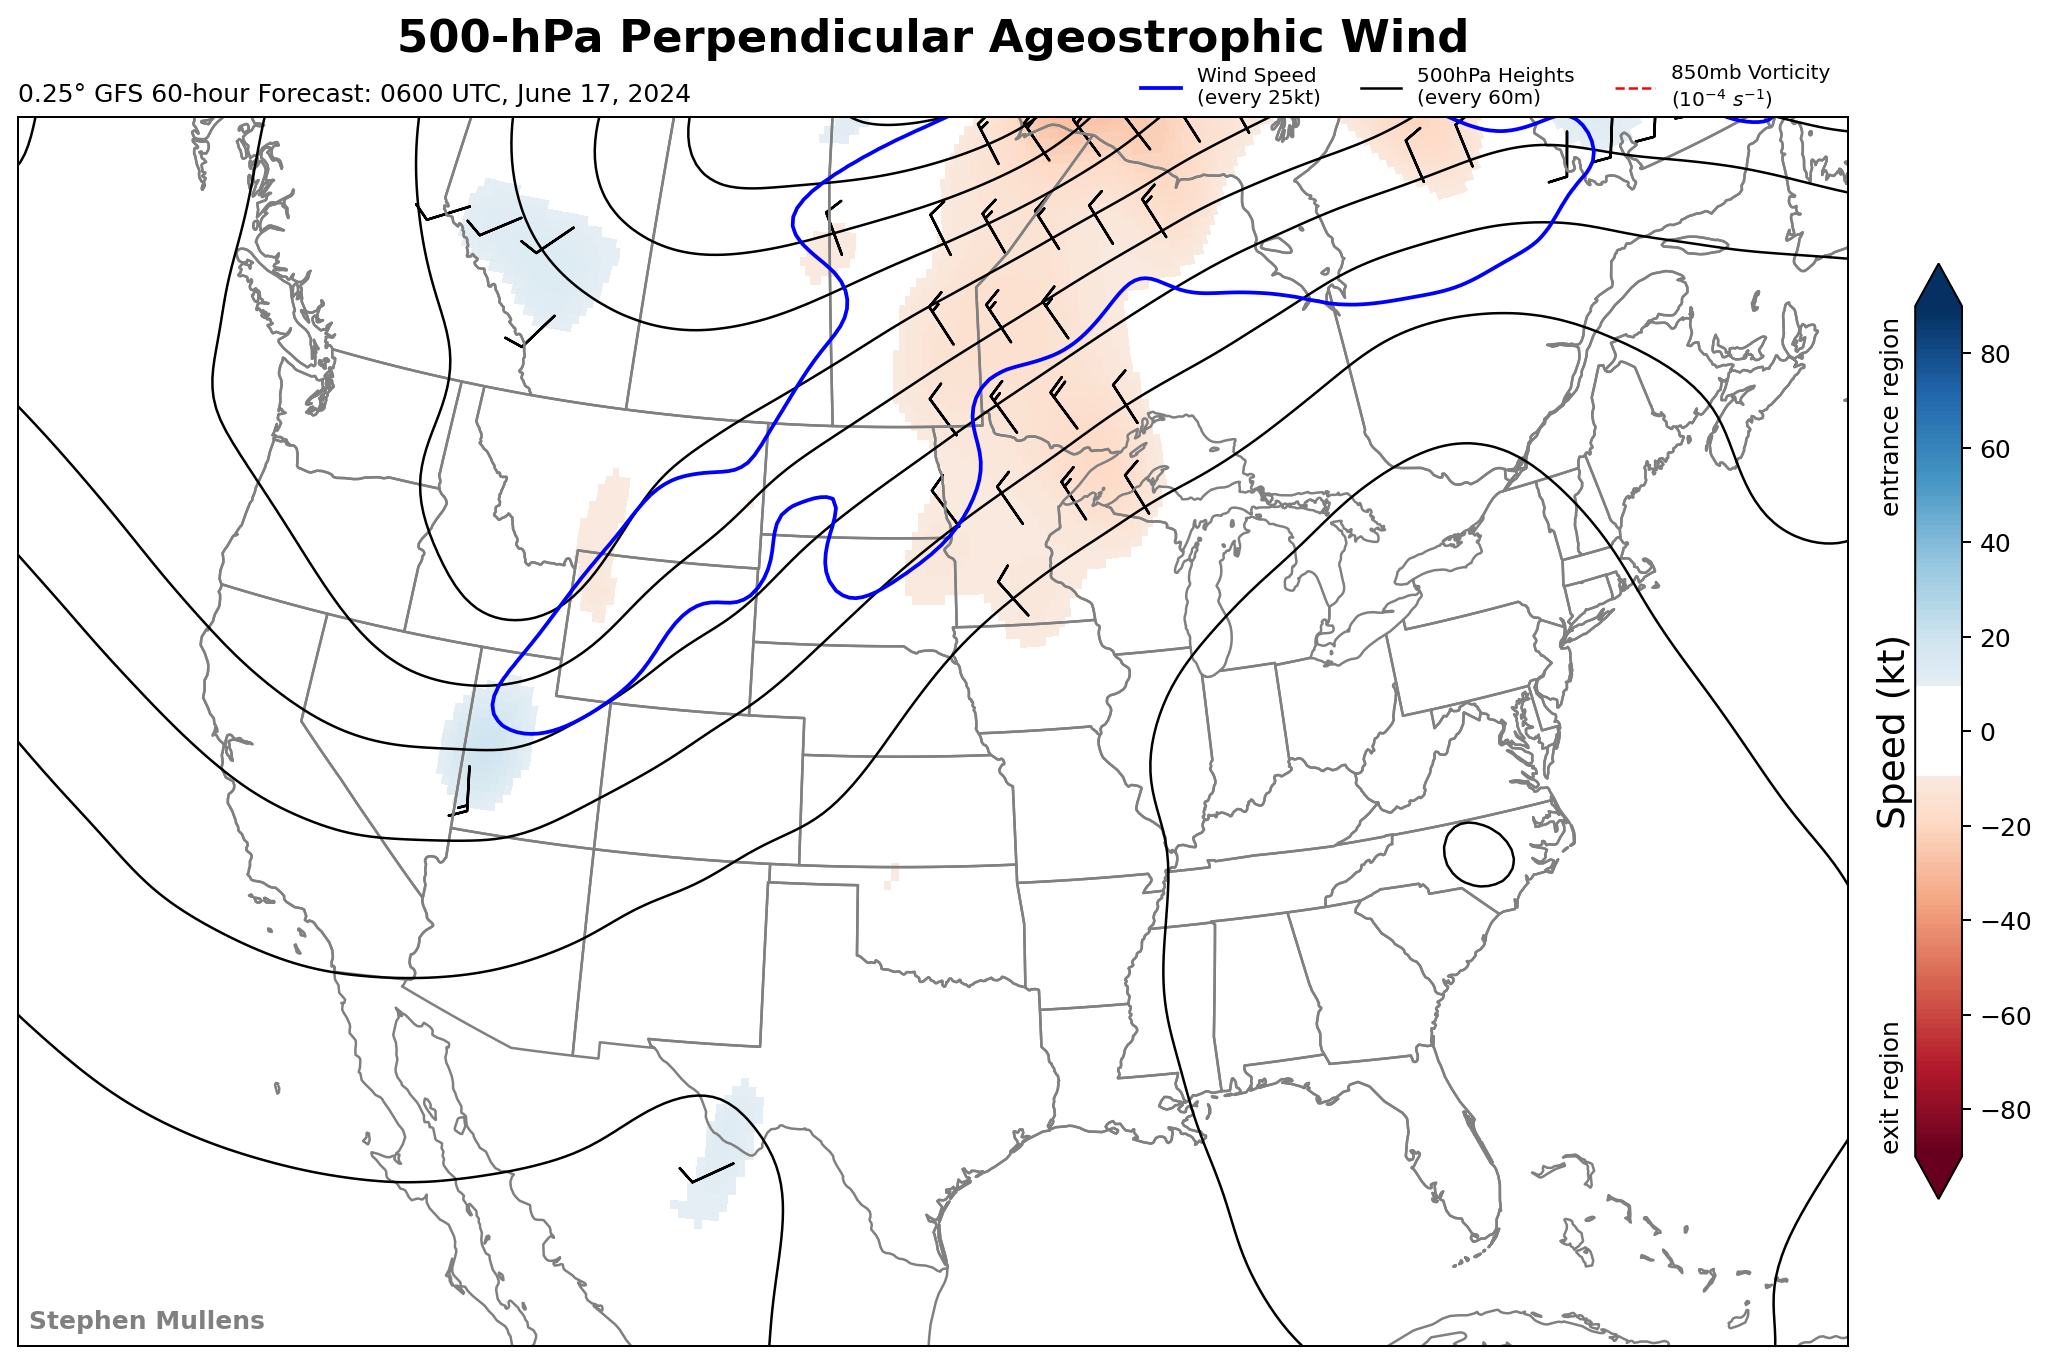 500-hPa Perpendicular Ageostrophic Wind
0.25° GFS 60-hour Forecast: 0600 UTC, June 17, 2024
Wind Speed
(every 25kt)
500hPa Heights
(every 60m)
850mb Vorticity
(10⁻⁴ s⁻¹)
entrance region
Speed (kt)
exit region
80
60
40
20
0
−20
−40
−60
−80
Stephen Mullens